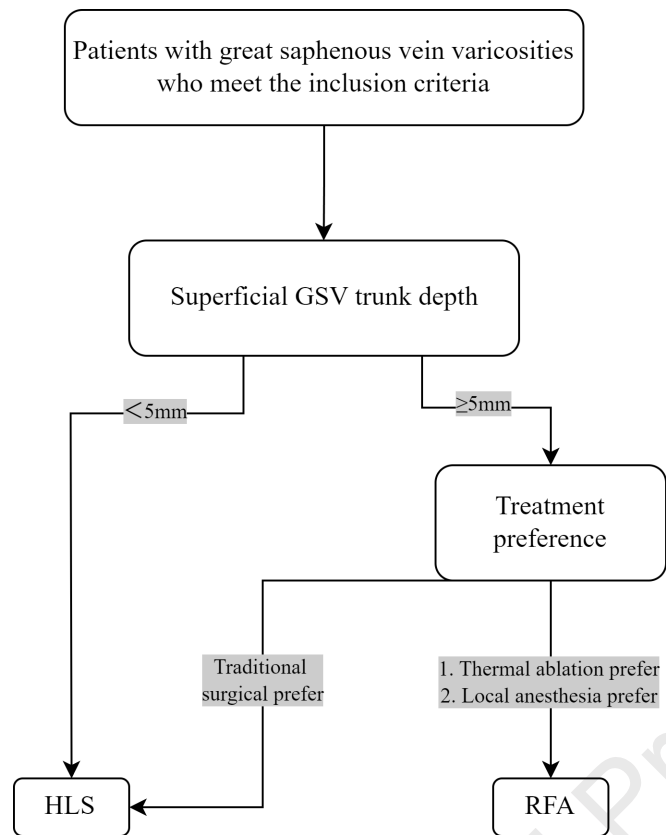 Patients with great saphenous vein varicosities
who meet the inclusion criteria
Superficial GSV trunk depth
＜5mm
≥5mm
Treatment
preference
Traditional
surgical prefer
1. Thermal ablation prefer
2. Local anesthesia prefer
HLS
RFA